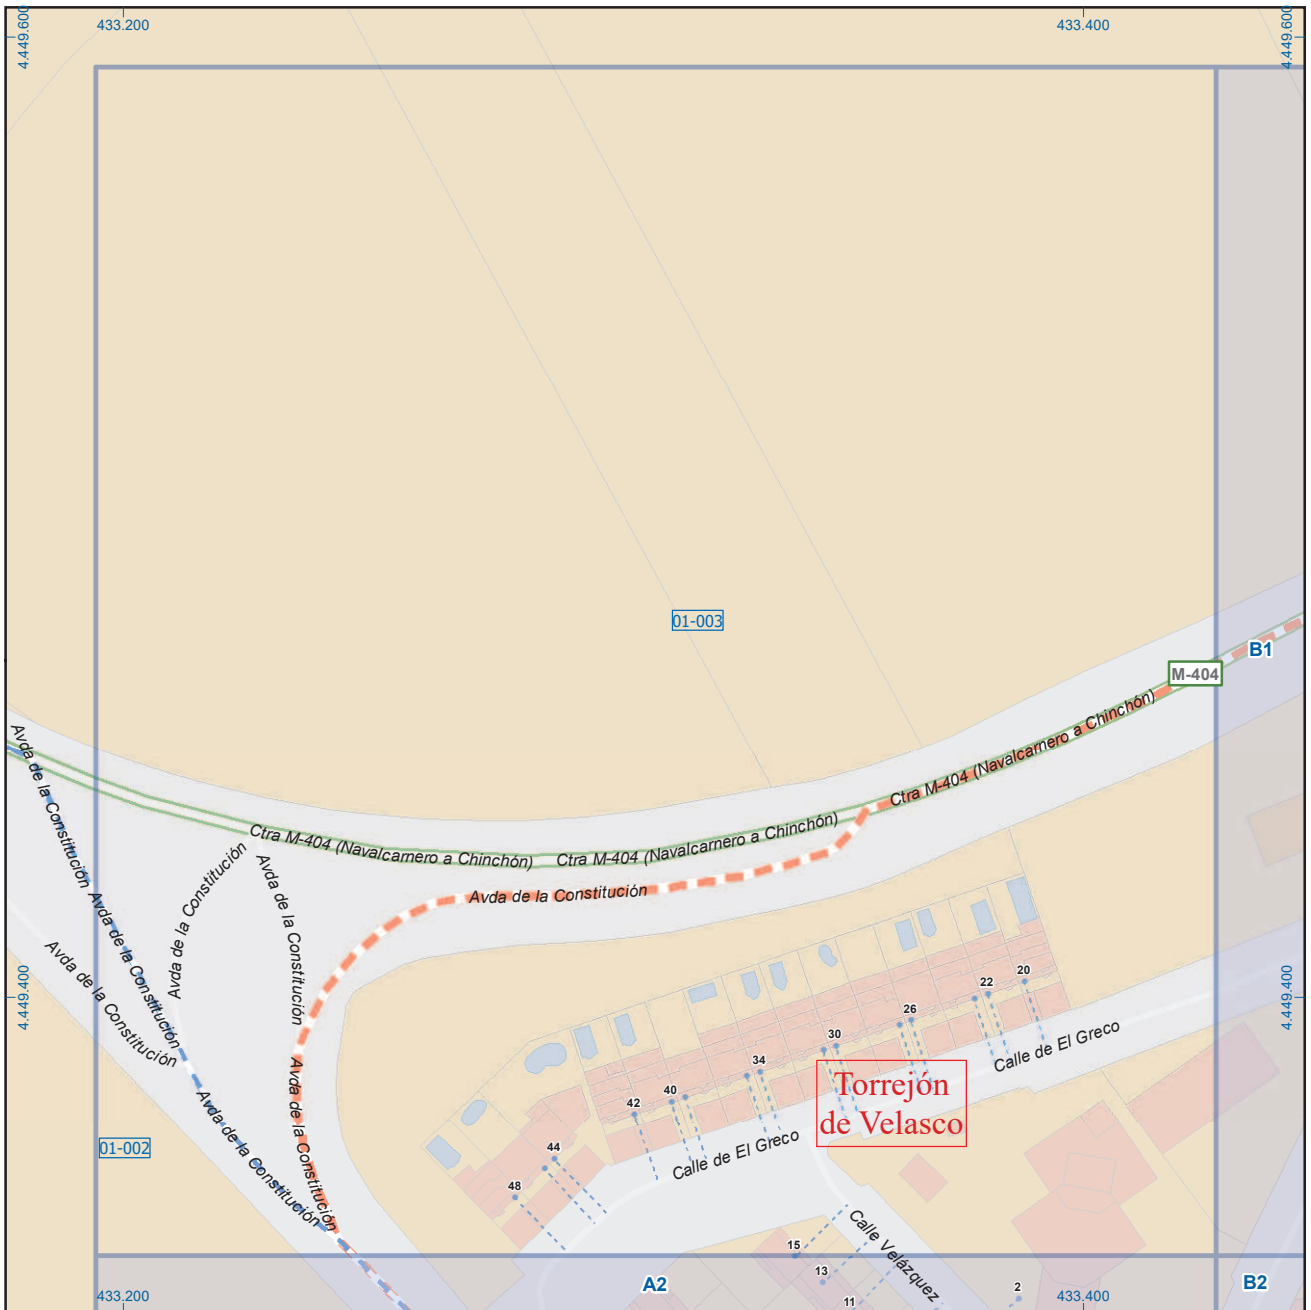 433.200
433.400
4.449.600
4.449.600
01-003
B1
M-404
Ctra M-404 (Navalcarnero a Chinchón)
Avda de la Constitución
Ctra M-404 (Navalcarnero a Chinchón)
Ctra M-404 (Navalcarnero a Chinchón)
Avda de la Constitución
Avda de la Constitución
Avda de la Constitución
Avda de la Constitución
Avda de la Constitución
4.449.400
4.449.400
20
22
26
30
34
40
42
44
48
Calle de El Greco
Torrejón
de Velasco
Calle de El Greco
Avda de la Constitución
Avda de la Constitución
01-002
Calle Velázquez
15
13
11
2
A2
B2
433.200
433.400